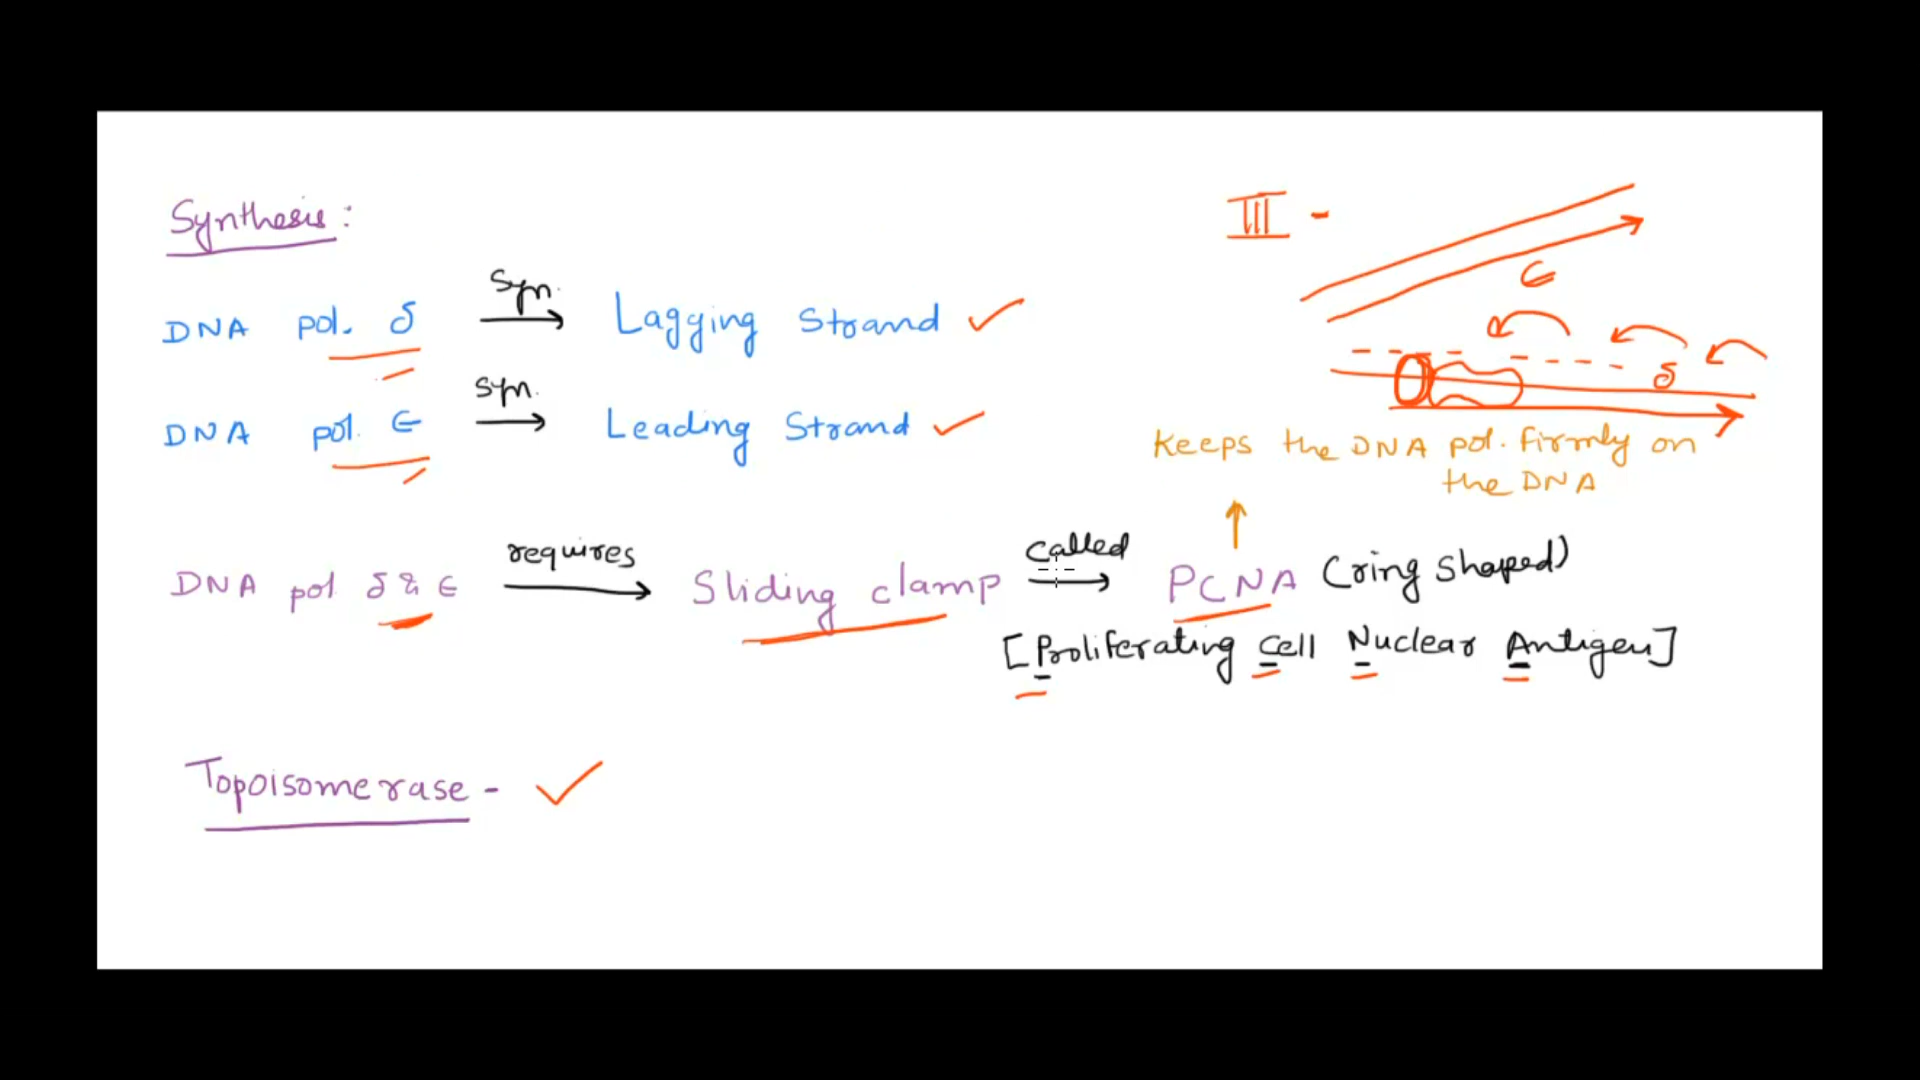 Synthesis:
III -
Syn.
DNA pol. δ → Lagging Strand ✓
ϵ
δ
Syn.
DNA pol. ϵ → Leading Strand ✓
Keeps the DNA pol. firmly on
the DNA
requires
called
DNA pol δ & ϵ → Sliding clamp → PCNA (ring shaped)
[Proliferating Cell Nuclear Antigen]
Topoisomerase - ✓